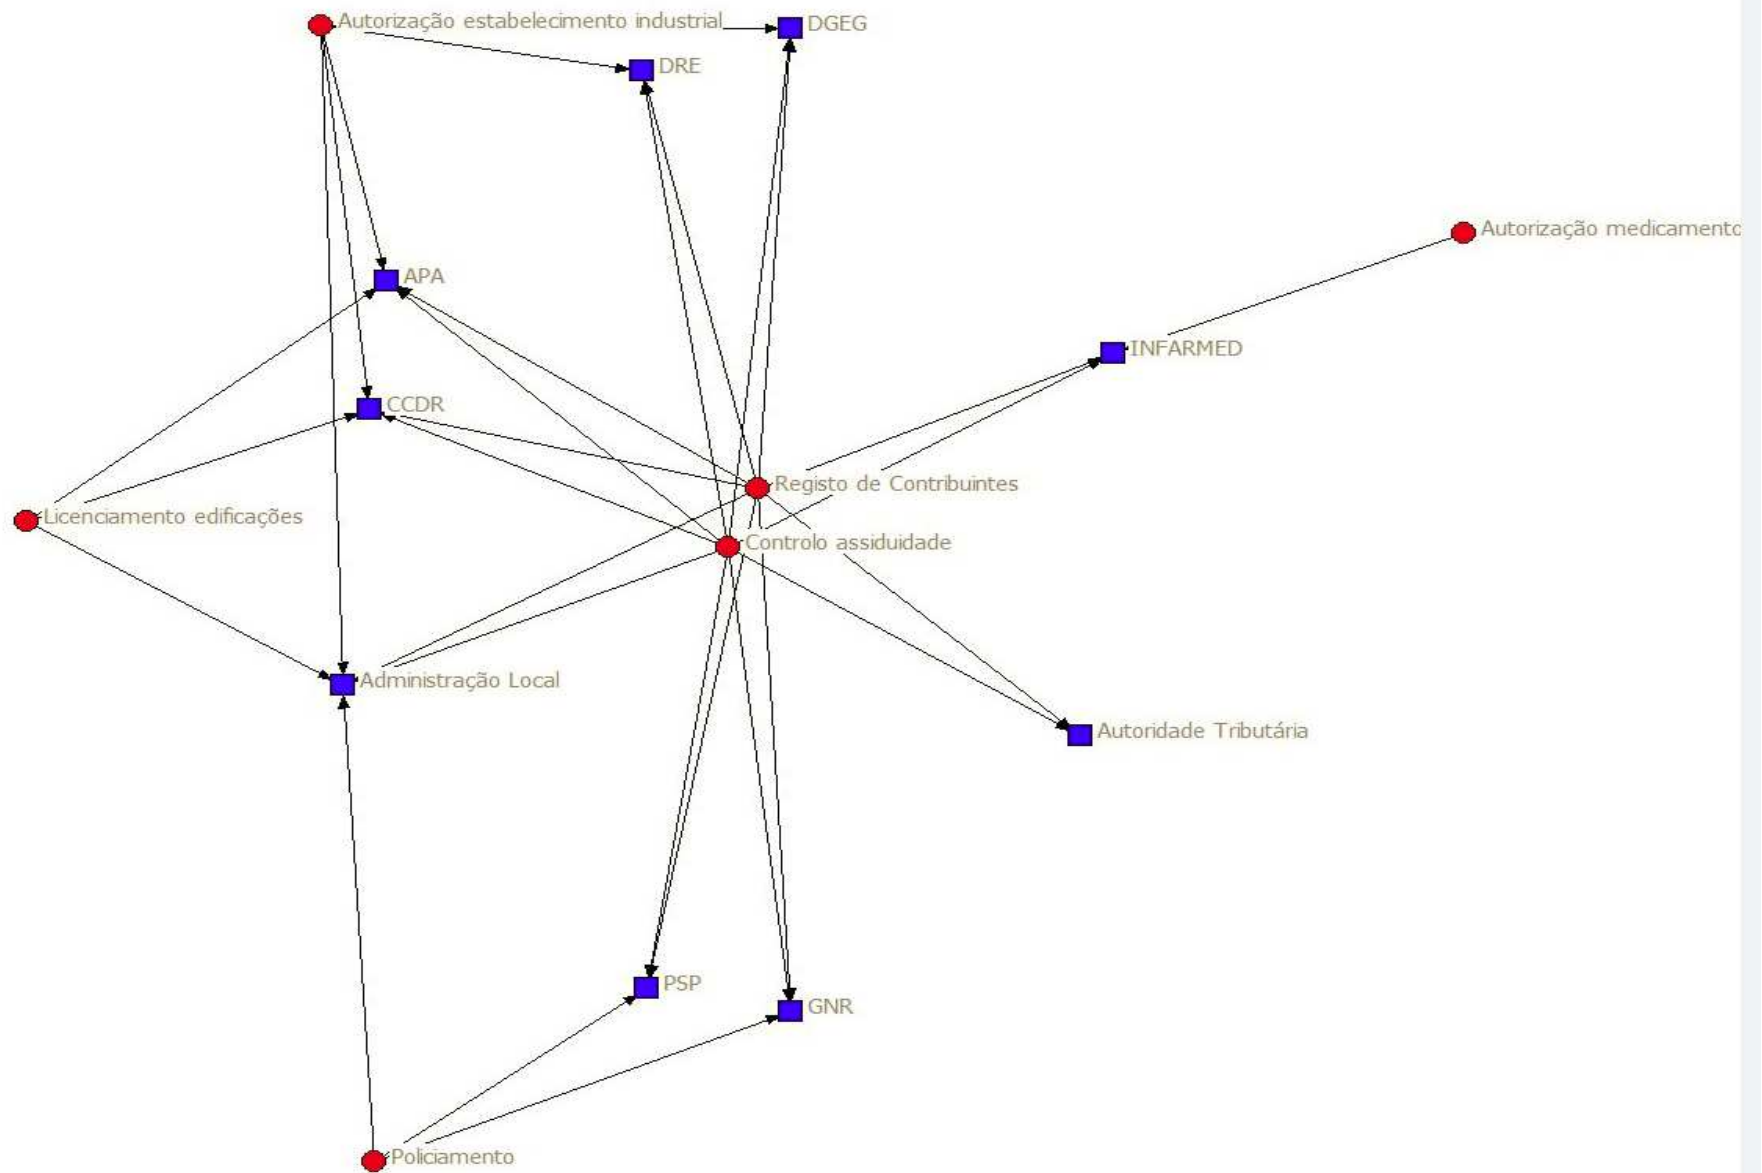 Autorização estabelecimento industrial
DGEG
DRE
Autorização medicamento
APA
INFARMED
CCDR
Registo de Contribuintes
Licenciamento edificações
Controlo assiduidade
Administração Local
Autoridade Tributária
PSP
GNR
Policiamento